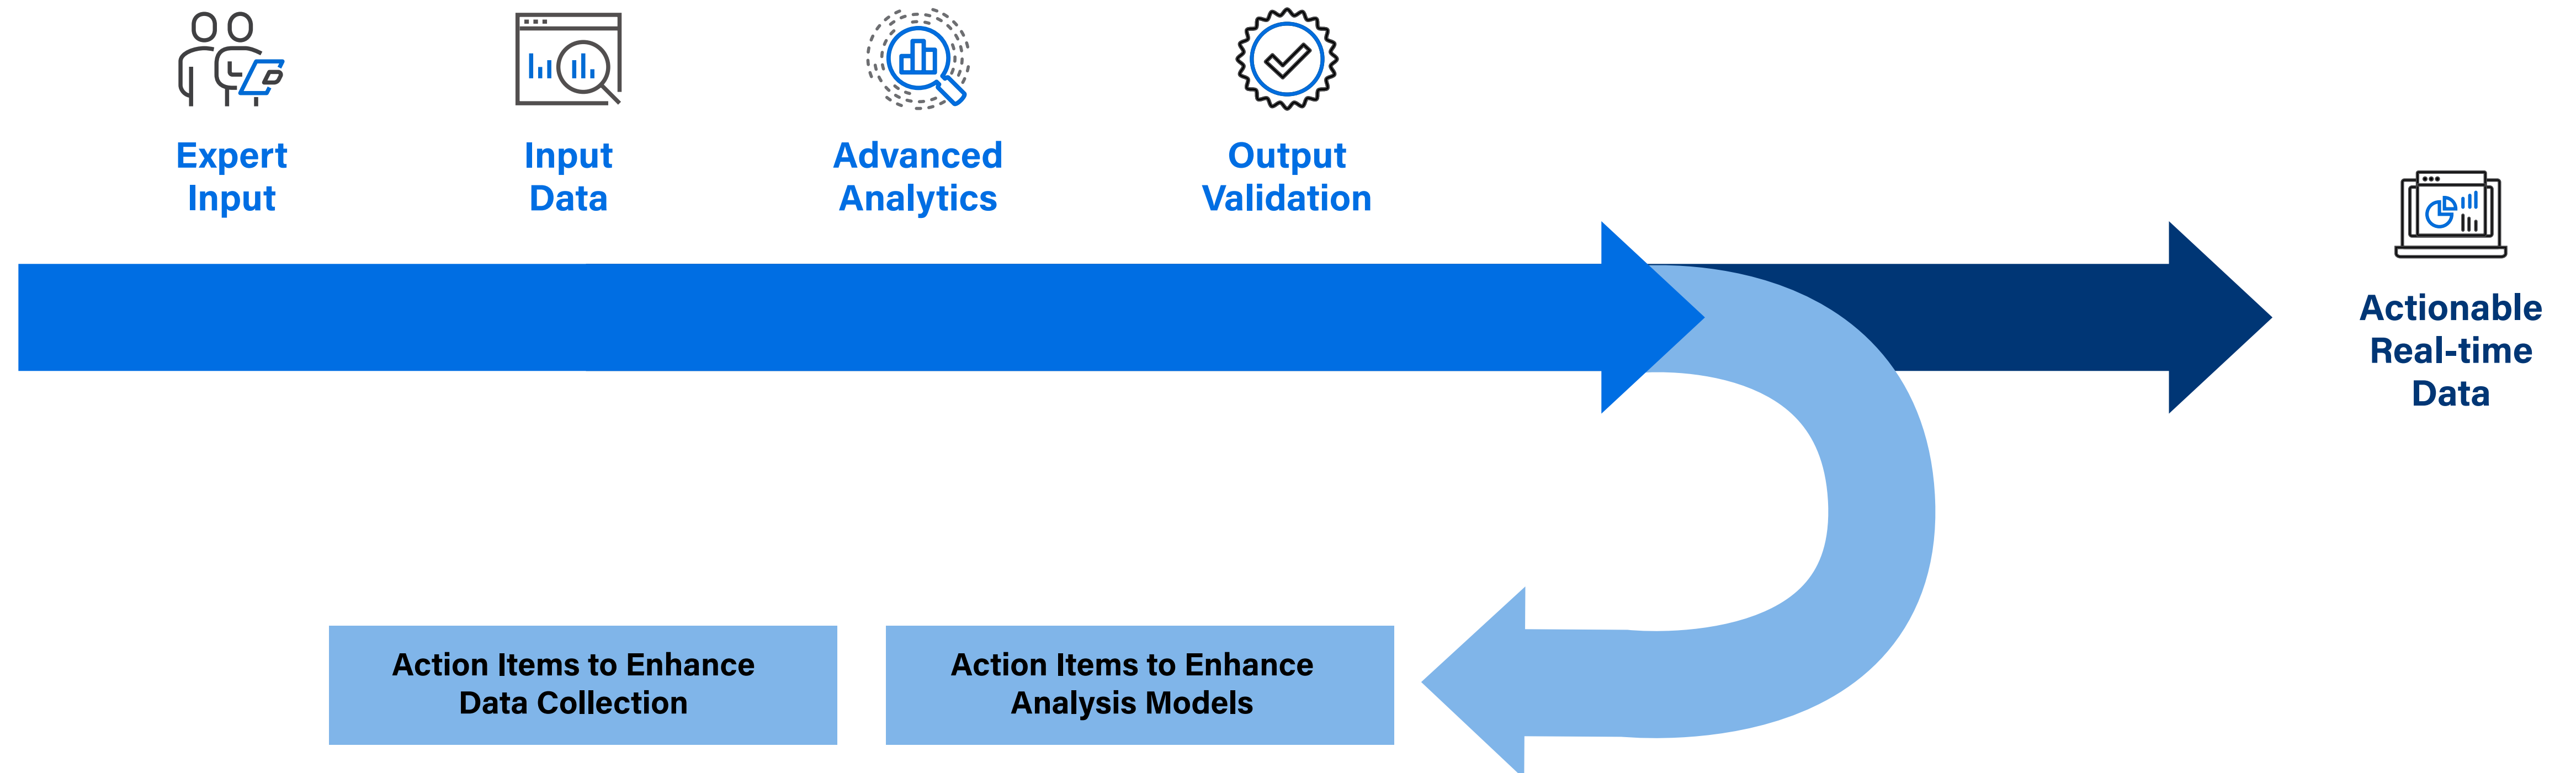 Expert
Input
Input
Data
Advanced
Analytics
Output
Validation
Actionable
Real-time
Data
Action Items to Enhance
Data Collection
Action Items to Enhance
Analysis Models